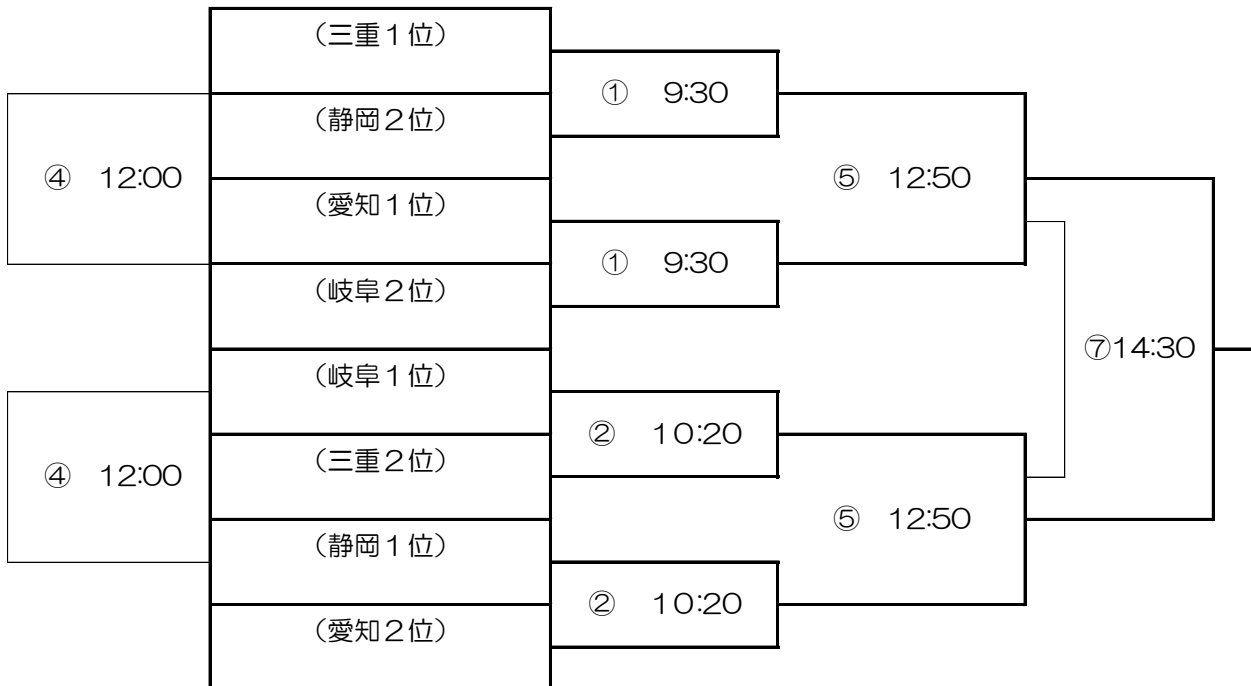 （三重１位）
①　9:30
（静岡２位）
④　12:00
⑤　12:50
（愛知１位）
①　9:30
（岐阜２位）
⑦14:30
（岐阜１位）
②　10:20
（三重２位）
④　12:00
⑤　12:50
（静岡１位）
②　10:20
（愛知２位）